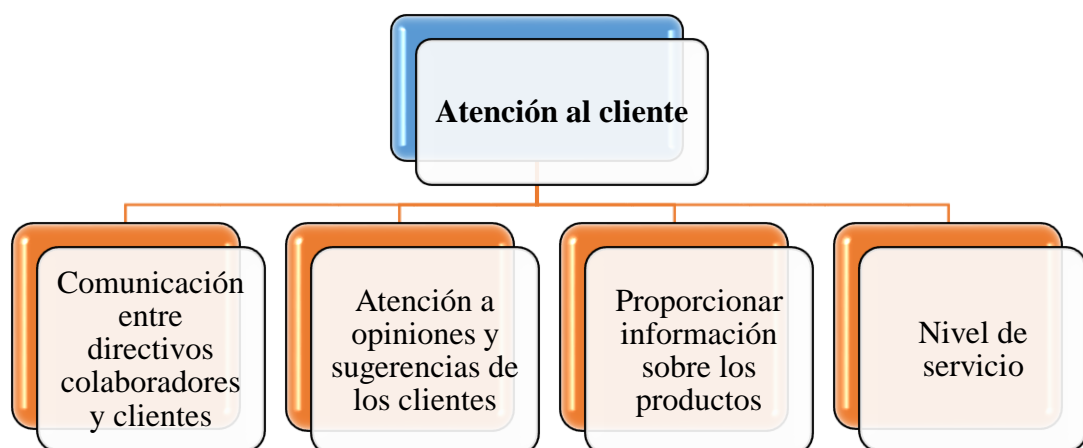 Atención al cliente
Comunicación
entre
directivos
colaboradores
y clientes
Atención a
opiniones y
sugerencias de
los clientes
Proporcionar
información
sobre los
productos
Nivel de
servicio